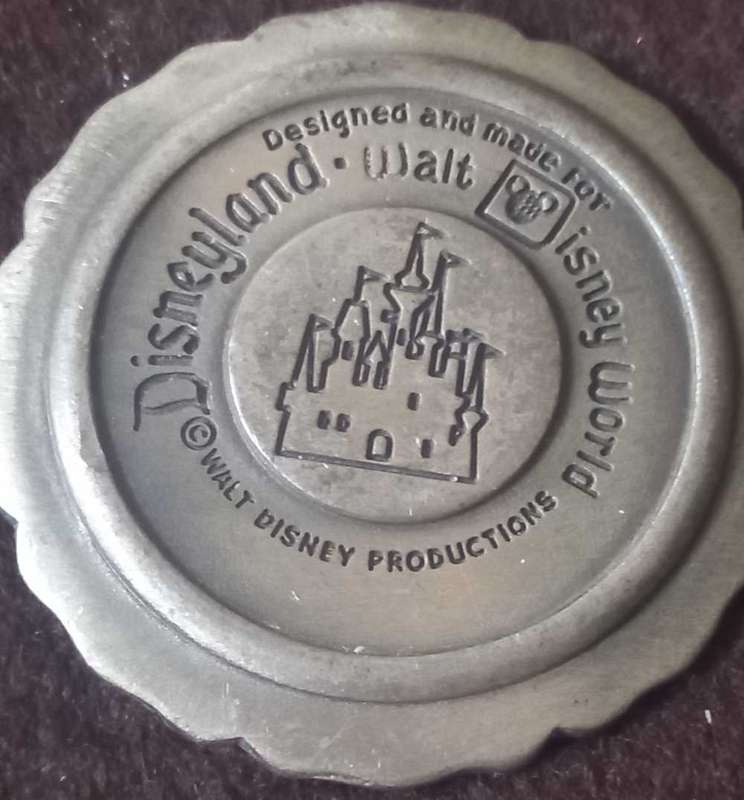 Designed and made for
Disneyland • Walt Disney World
© WALT DISNEY PRODUCTIONS